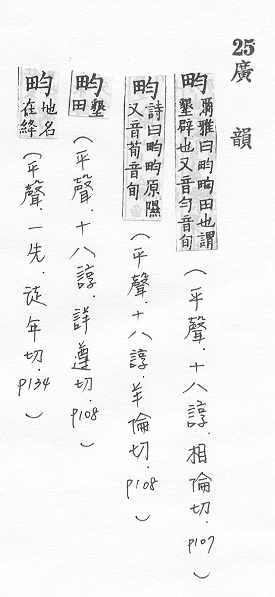 25廣韻
畇爾雅曰畇畇田也謂墾辟也又音勻音旬（平聲．十八諄．相倫切．p107）
畇詩曰畇畇原隰又音荀音旬（平聲．十八諄．羊倫切．p108）
畇墾田（平聲．十八諄．詳遵切．p108）
畇地名在絳（平聲．一先．徒年切．p134）